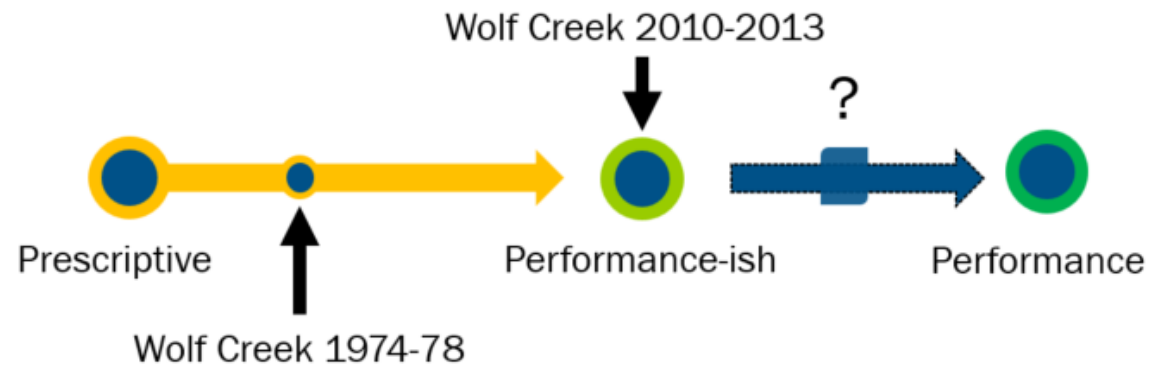 Wolf Creek 2010-2013
?
Prescriptive
Performance-ish
Performance
Wolf Creek 1974-78